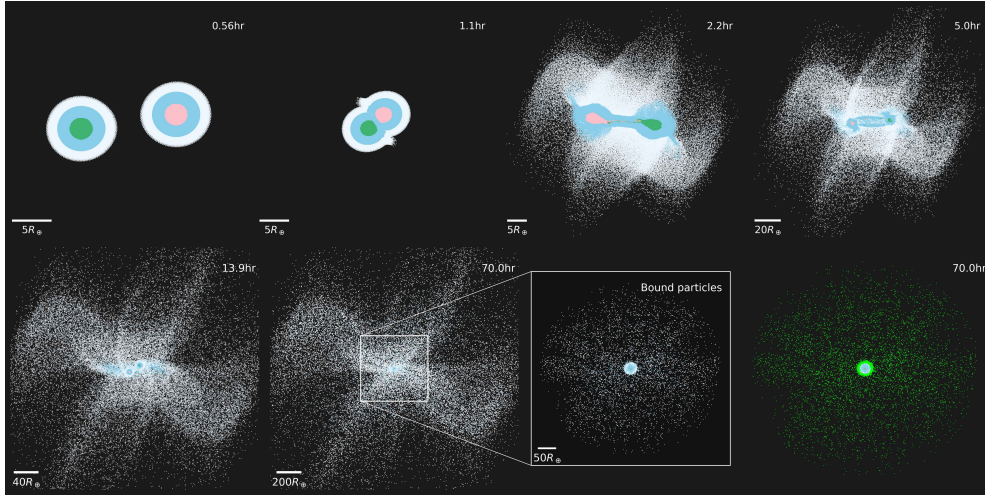 0.56hr
5R⊕
1.1hr
5R⊕
2.2hr
5R⊕
5.0hr
20R⊕
13.9hr
40R⊕
70.0hr
200R⊕
Bound particles
50R⊕
70.0hr